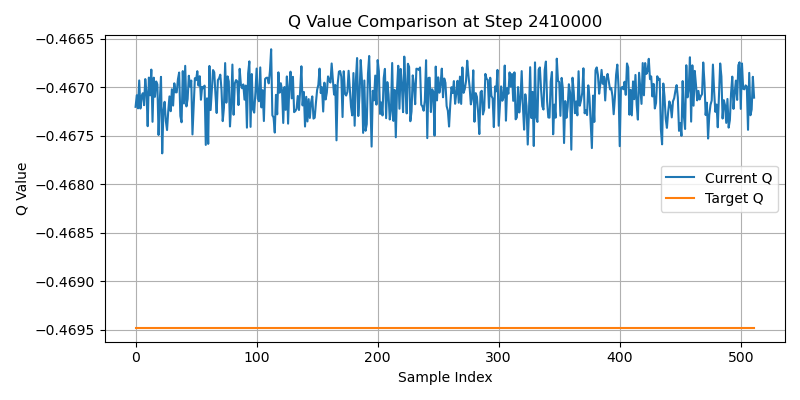 Q Value Comparison at Step 2410000
−0.4665
−0.4670
−0.4675
−0.4680
−0.4685
−0.4690
−0.4695
Q Value
Current Q
Target Q
0 100 200 300 400 500
Sample Index